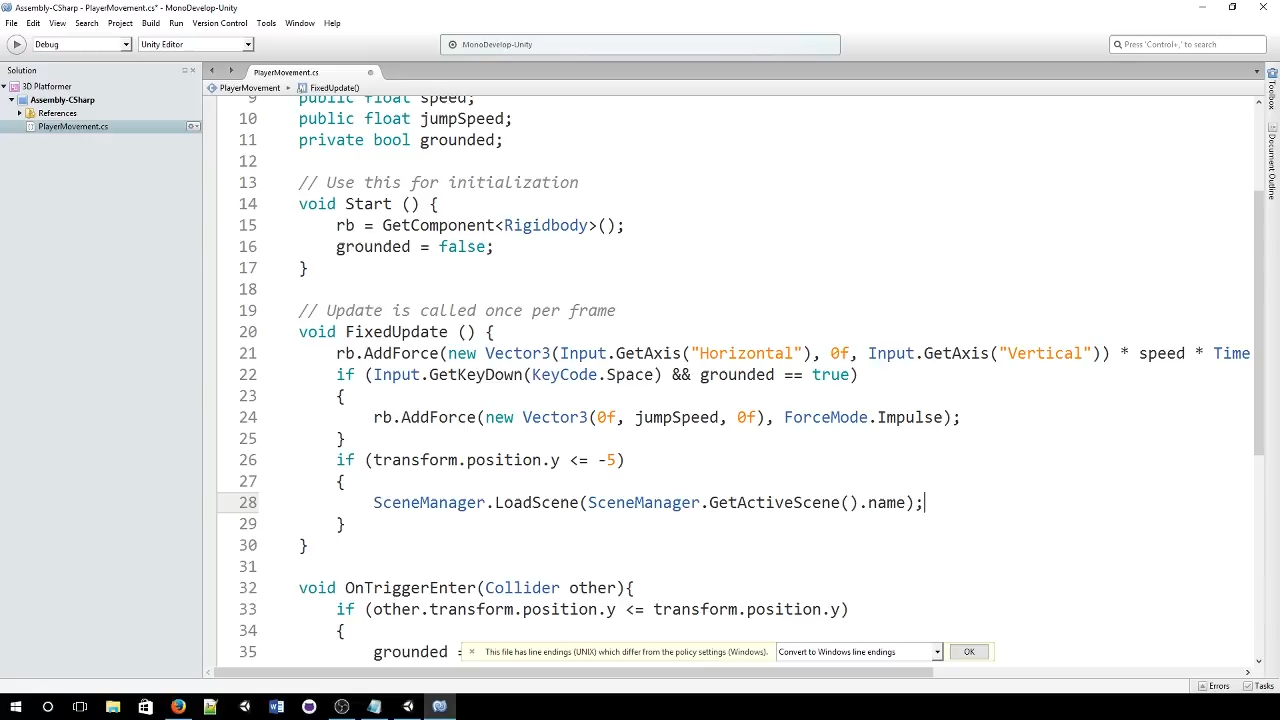 Assembly-CSharp - PlayerMovement.cs* - MonoDevelop-Unity
File Edit View Search Project Build Run Version Control Tools Window Help
Debug Unity Editor MonoDevelop-Unity Press 'Control+,' to search
Solution
3D Platformer
Assembly-CSharp
References
PlayerMovement.cs
PlayerMovement.cs
PlayerMovement FixedUpdate()
9 public float speed;
10 public float jumpSpeed;
11 private bool grounded;
12
13 // Use this for initialization
14 void Start () {
15 rb = GetComponent<Rigidbody>();
16 grounded = false;
17 }
18
19 // Update is called once per frame
20 void FixedUpdate () {
21 rb.AddForce(new Vector3(Input.GetAxis("Horizontal"), 0f, Input.GetAxis("Vertical")) * speed * Time
22 if (Input.GetKeyDown(KeyCode.Space) && grounded == true)
23 {
24 rb.AddForce(new Vector3(0f, jumpSpeed, 0f), ForceMode.Impulse);
25 }
26 if (transform.position.y <= -5)
27 {
28 SceneManager.LoadScene(SceneManager.GetActiveScene().name);
29 }
30 }
31
32 void OnTriggerEnter(Collider other){
33 if (other.transform.position.y <= transform.position.y)
34 {
35 grounded =
This file has line endings (UNIX) which differ from the policy settings (Windows). Convert to Windows line endings OK
Toolbox
Document Outline
Errors Tasks